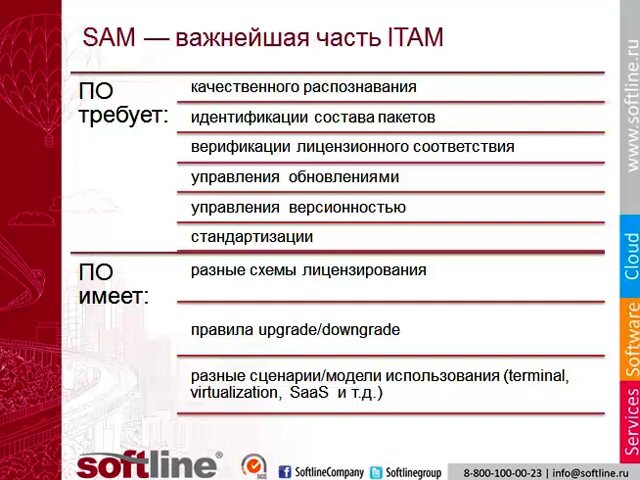 SAM — важнейшая часть ITAM
ПО
требует:
качественного распознавания
идентификации состава пакетов
верификации лицензионного соответствия
управления обновлениями
управления версионностью
стандартизации
ПО
имеет:
разные схемы лицензирования
правила upgrade/downgrade
разные сценарии/модели использования (terminal,
virtualization, SaaS и т.д.)
www.softline.ru
Cloud
Software
Services
softline®
SGS
SoftlineCompany
Softlinegroup
8-800-100-00-23 | info@softline.ru